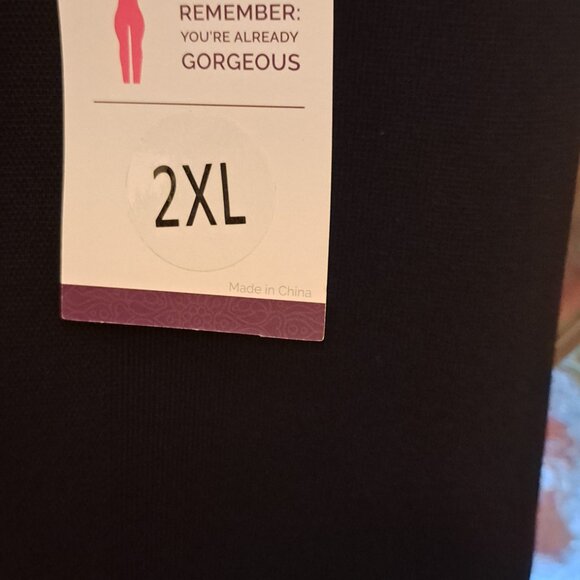 REMEMBER:
YOU'RE ALREADY
GORGEOUS
2XL
Made in China